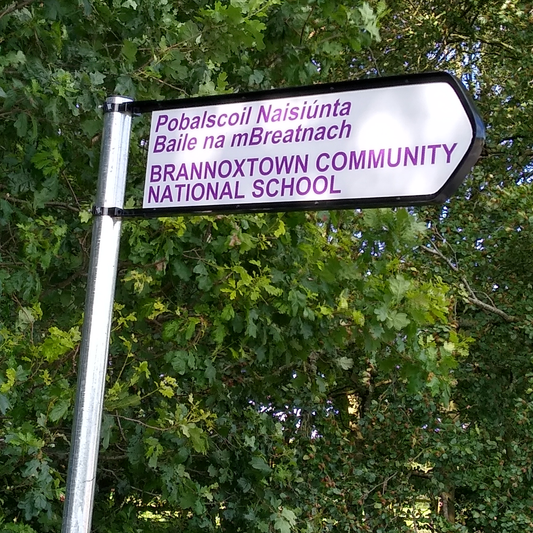 Pobalscoil Naisiúnta
Baile na mBreatnach
BRANNOXTOWN COMMUNITY
NATIONAL SCHOOL